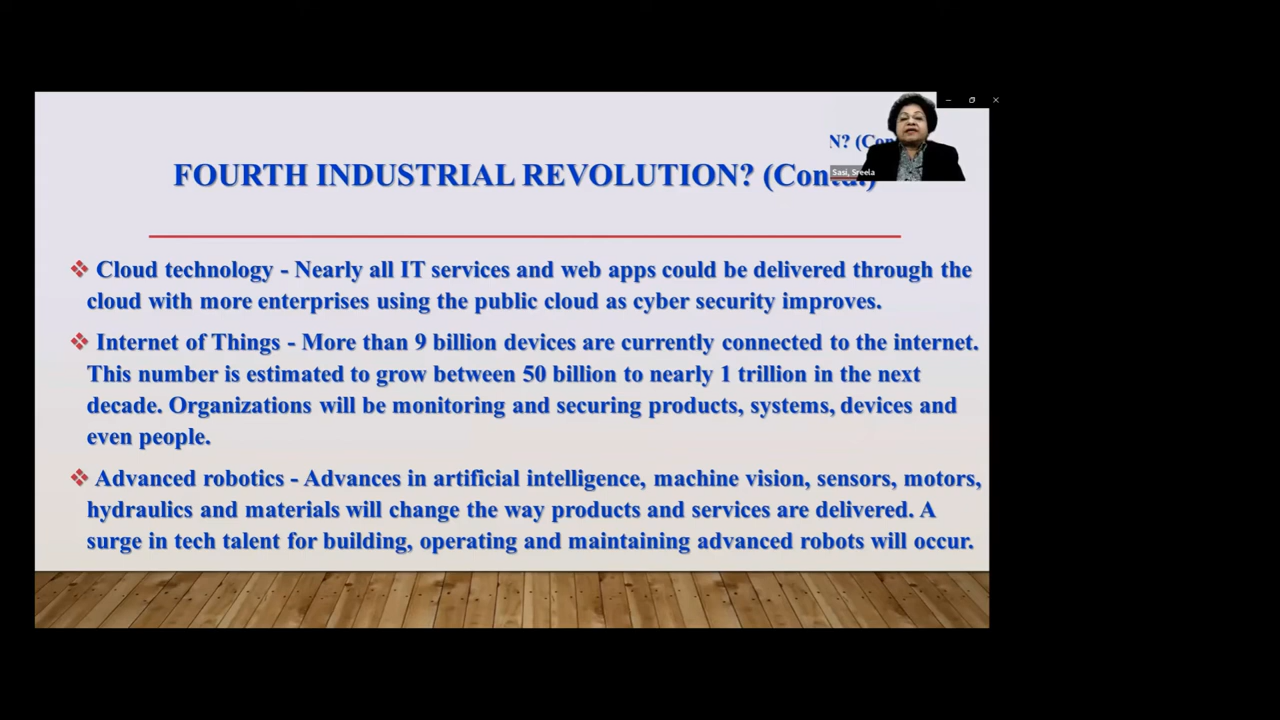 N? (Con
FOURTH INDUSTRIAL REVOLUTION? (Contd.)
Sasi, Sreela
Cloud technology - Nearly all IT services and web apps could be delivered through the
cloud with more enterprises using the public cloud as cyber security improves.
Internet of Things - More than 9 billion devices are currently connected to the internet.
This number is estimated to grow between 50 billion to nearly 1 trillion in the next
decade. Organizations will be monitoring and securing products, systems, devices and
even people.
Advanced robotics - Advances in artificial intelligence, machine vision, sensors, motors,
hydraulics and materials will change the way products and services are delivered. A
surge in tech talent for building, operating and maintaining advanced robots will occur.